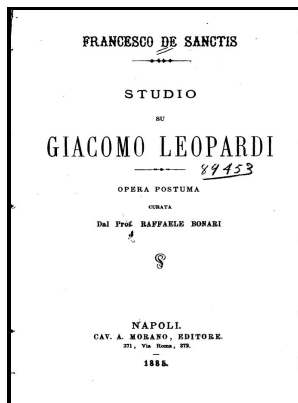 FRANCESCO DE SANCTIS
STUDIO
SU
GIACOMO LEOPARDI
89453
OPERA POSTUMA
CURATA
Dal Prof. RAFFAELE BONARI
NAPOLI.
CAV. A. MORANO, EDITORE.
371, Via Roma, 372.
1885.